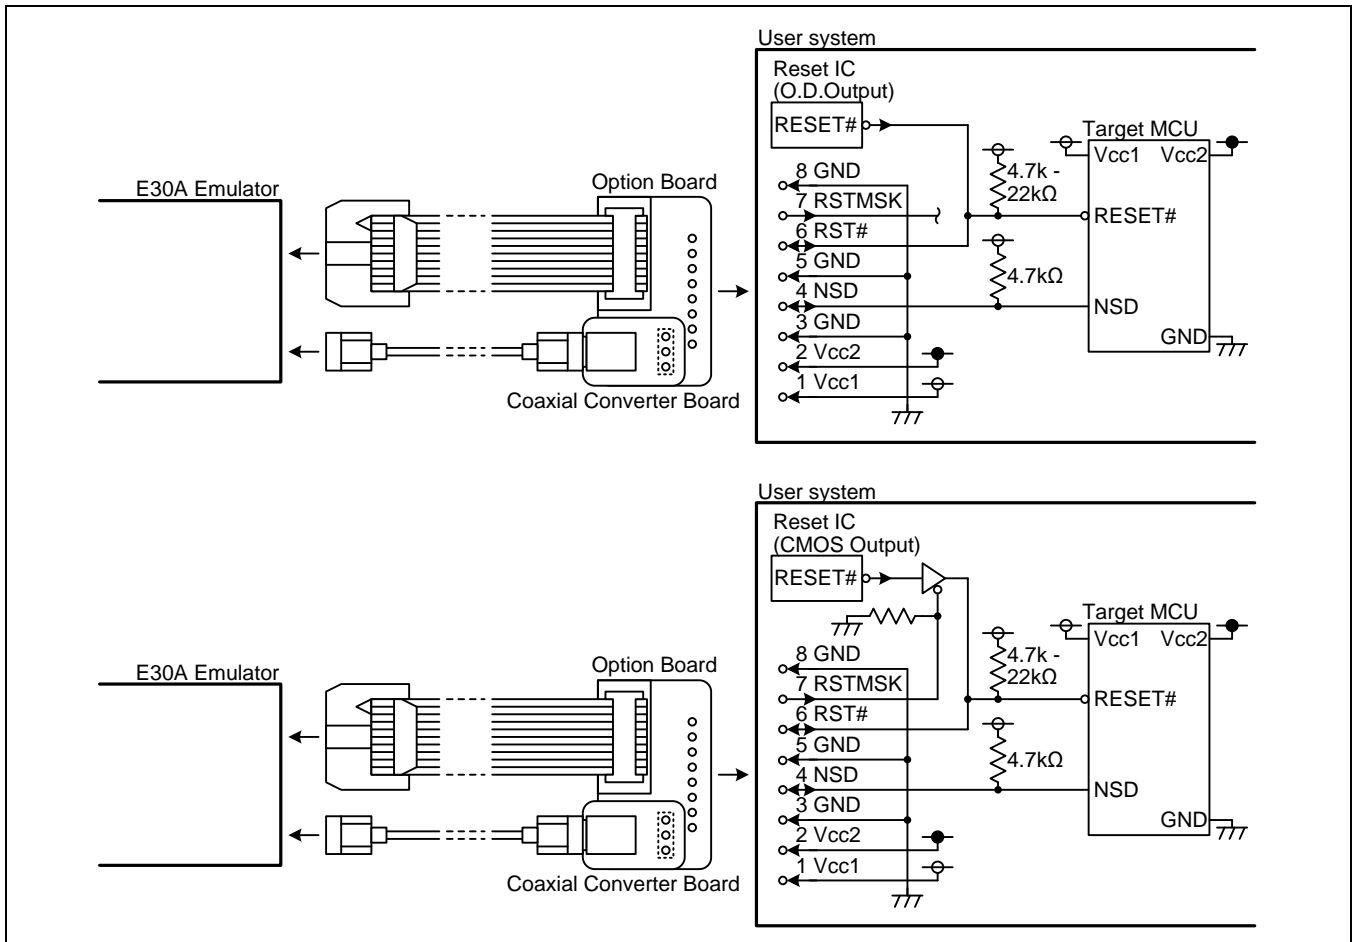 User system
Reset IC
(O.D.Output)
RESET#
Target MCU
Vcc1 Vcc2
4.7k -
22kΩ
RESET#
4.7kΩ
NSD
GND
8 GND
7 RSTMSK
6 RST#
5 GND
4 NSD
3 GND
2 Vcc2
1 Vcc1
E30A Emulator
Option Board
Coaxial Converter Board
User system
Reset IC
(CMOS Output)
RESET#
Target MCU
Vcc1 Vcc2
4.7k -
22kΩ
RESET#
4.7kΩ
NSD
GND
8 GND
7 RSTMSK
6 RST#
5 GND
4 NSD
3 GND
2 Vcc2
1 Vcc1
E30A Emulator
Option Board
Coaxial Converter Board